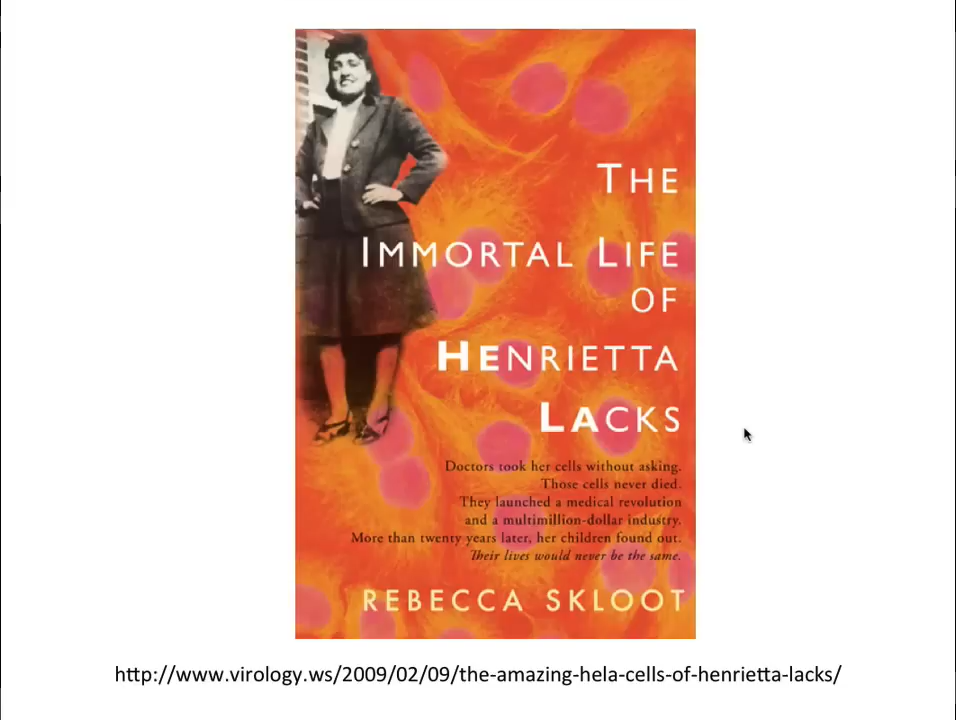 THE
IMMORTAL LIFE
OF
HENRIETTA
LACKS
Doctors took her cells without asking.
Those cells never died.
They launched a medical revolution
and a multimillion-dollar industry.
More than twenty years later, her children found out.
Their lives would never be the same.
REBECCA SKLOOT
http://www.virology.ws/2009/02/09/the-amazing-hela-cells-of-henrietta-lacks/